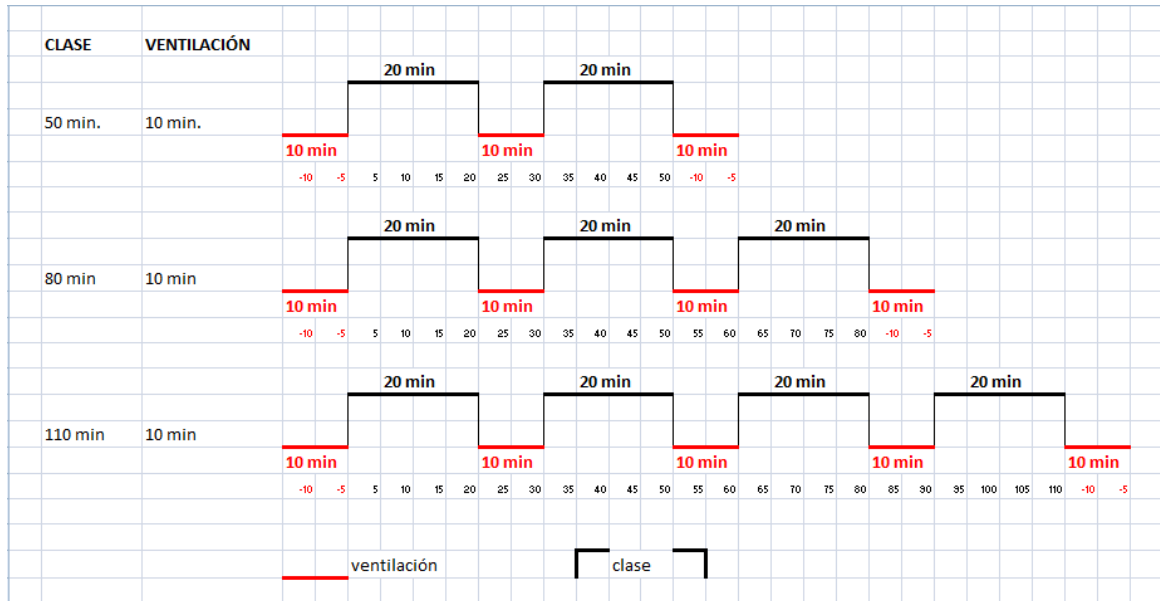 CLASE VENTILACIÓN
20 min 20 min
50 min. 10 min.
10 min 10 min 10 min
-10 -5 5 10 15 20 25 30 35 40 45 50 -10 -5
20 min 20 min 20 min
80 min 10 min
10 min 10 min 10 min 10 min
-10 -5 5 10 15 20 25 30 35 40 45 50 55 60 65 70 75 80 -10 -5
20 min 20 min 20 min 20 min
110 min 10 min
10 min 10 min 10 min 10 min 10 min
-10 -5 5 10 15 20 25 30 35 40 45 50 55 60 65 70 75 80 85 90 95 100 105 110 -10 -5
ventilación clase